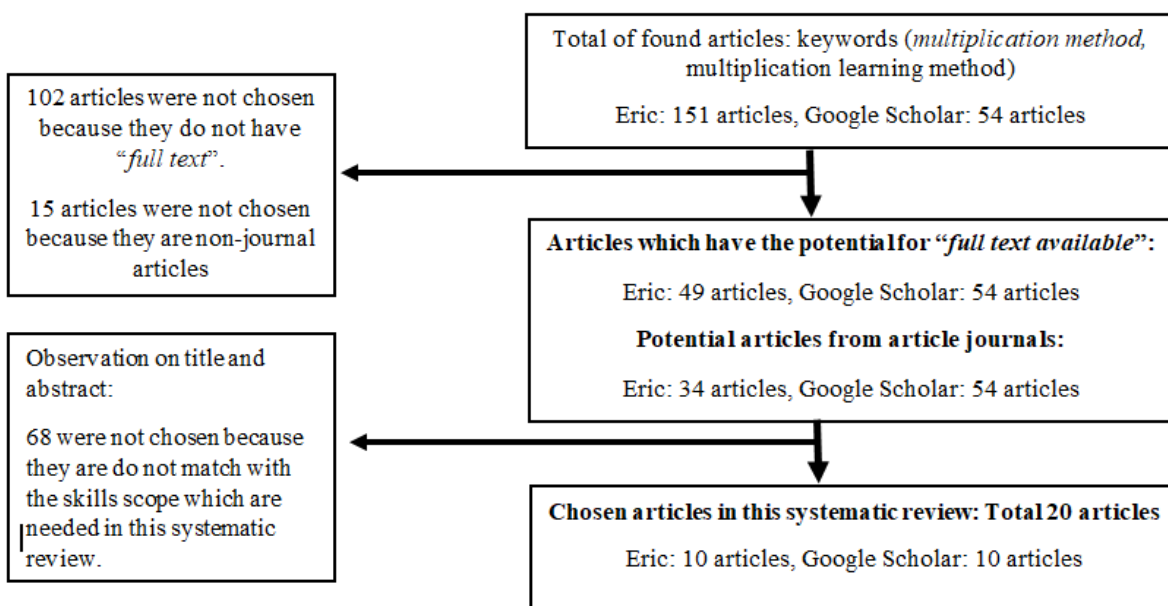 Total of found articles: keywords (multiplication method,
multiplication learning method)
Eric: 151 articles, Google Scholar: 54 articles
102 articles were not chosen
because they do not have
“full text”.
15 articles were not chosen
because they are non-journal
articles
Articles which have the potential for “full text available”:
Eric: 49 articles, Google Scholar: 54 articles
Potential articles from article journals:
Eric: 34 articles, Google Scholar: 54 articles
Observation on title and
abstract:
68 were not chosen because
they are do not match with
the skills scope which are
needed in this systematic
review.
Chosen articles in this systematic review: Total 20 articles
Eric: 10 articles, Google Scholar: 10 articles